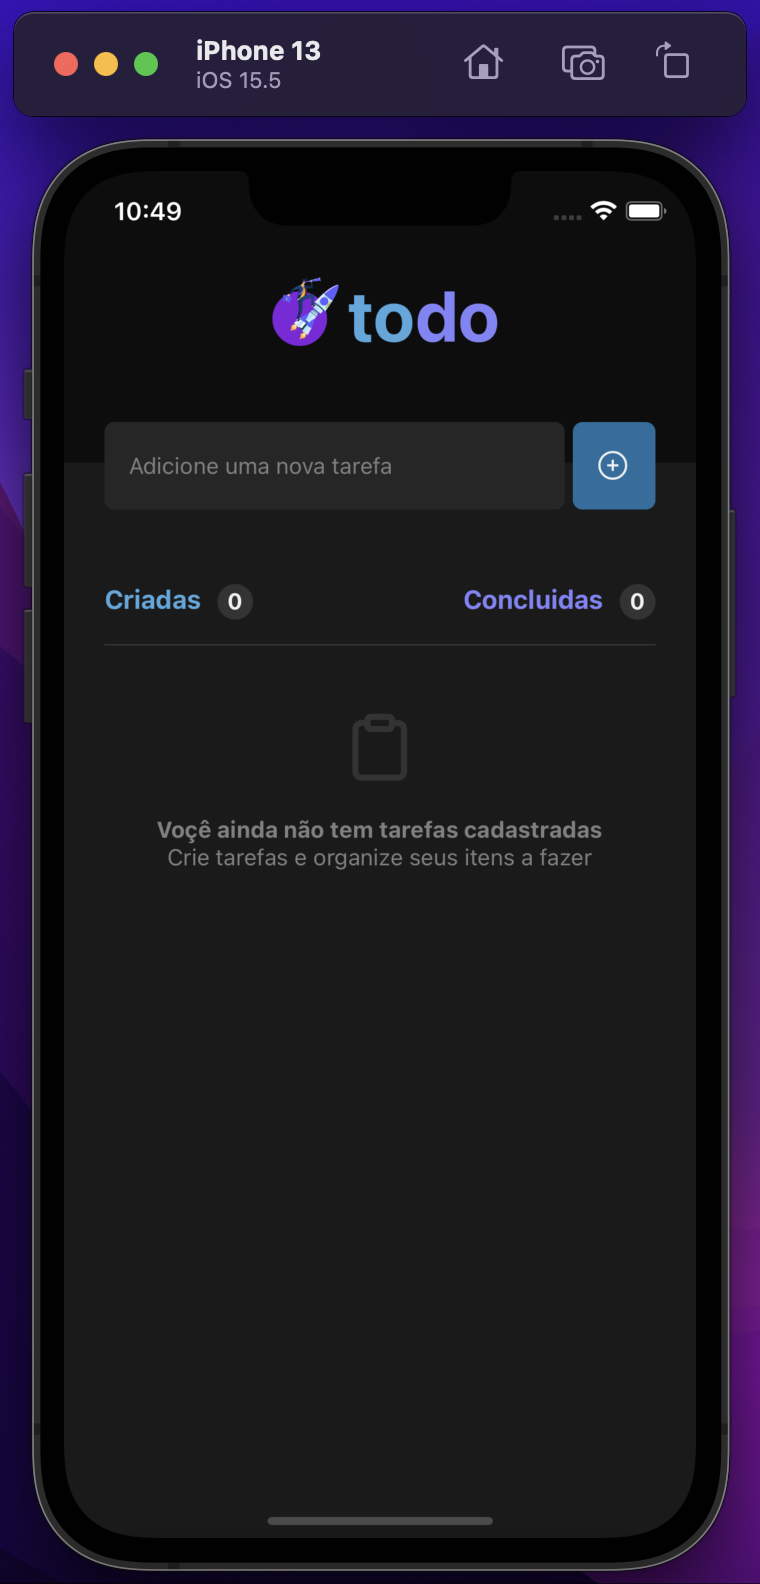 iPhone 13
iOS 15.5
10:49
todo
Adicione uma nova tarefa
Criadas 0
Concluidas 0
Voçê ainda não tem tarefas cadastradas
Crie tarefas e organize seus itens a fazer